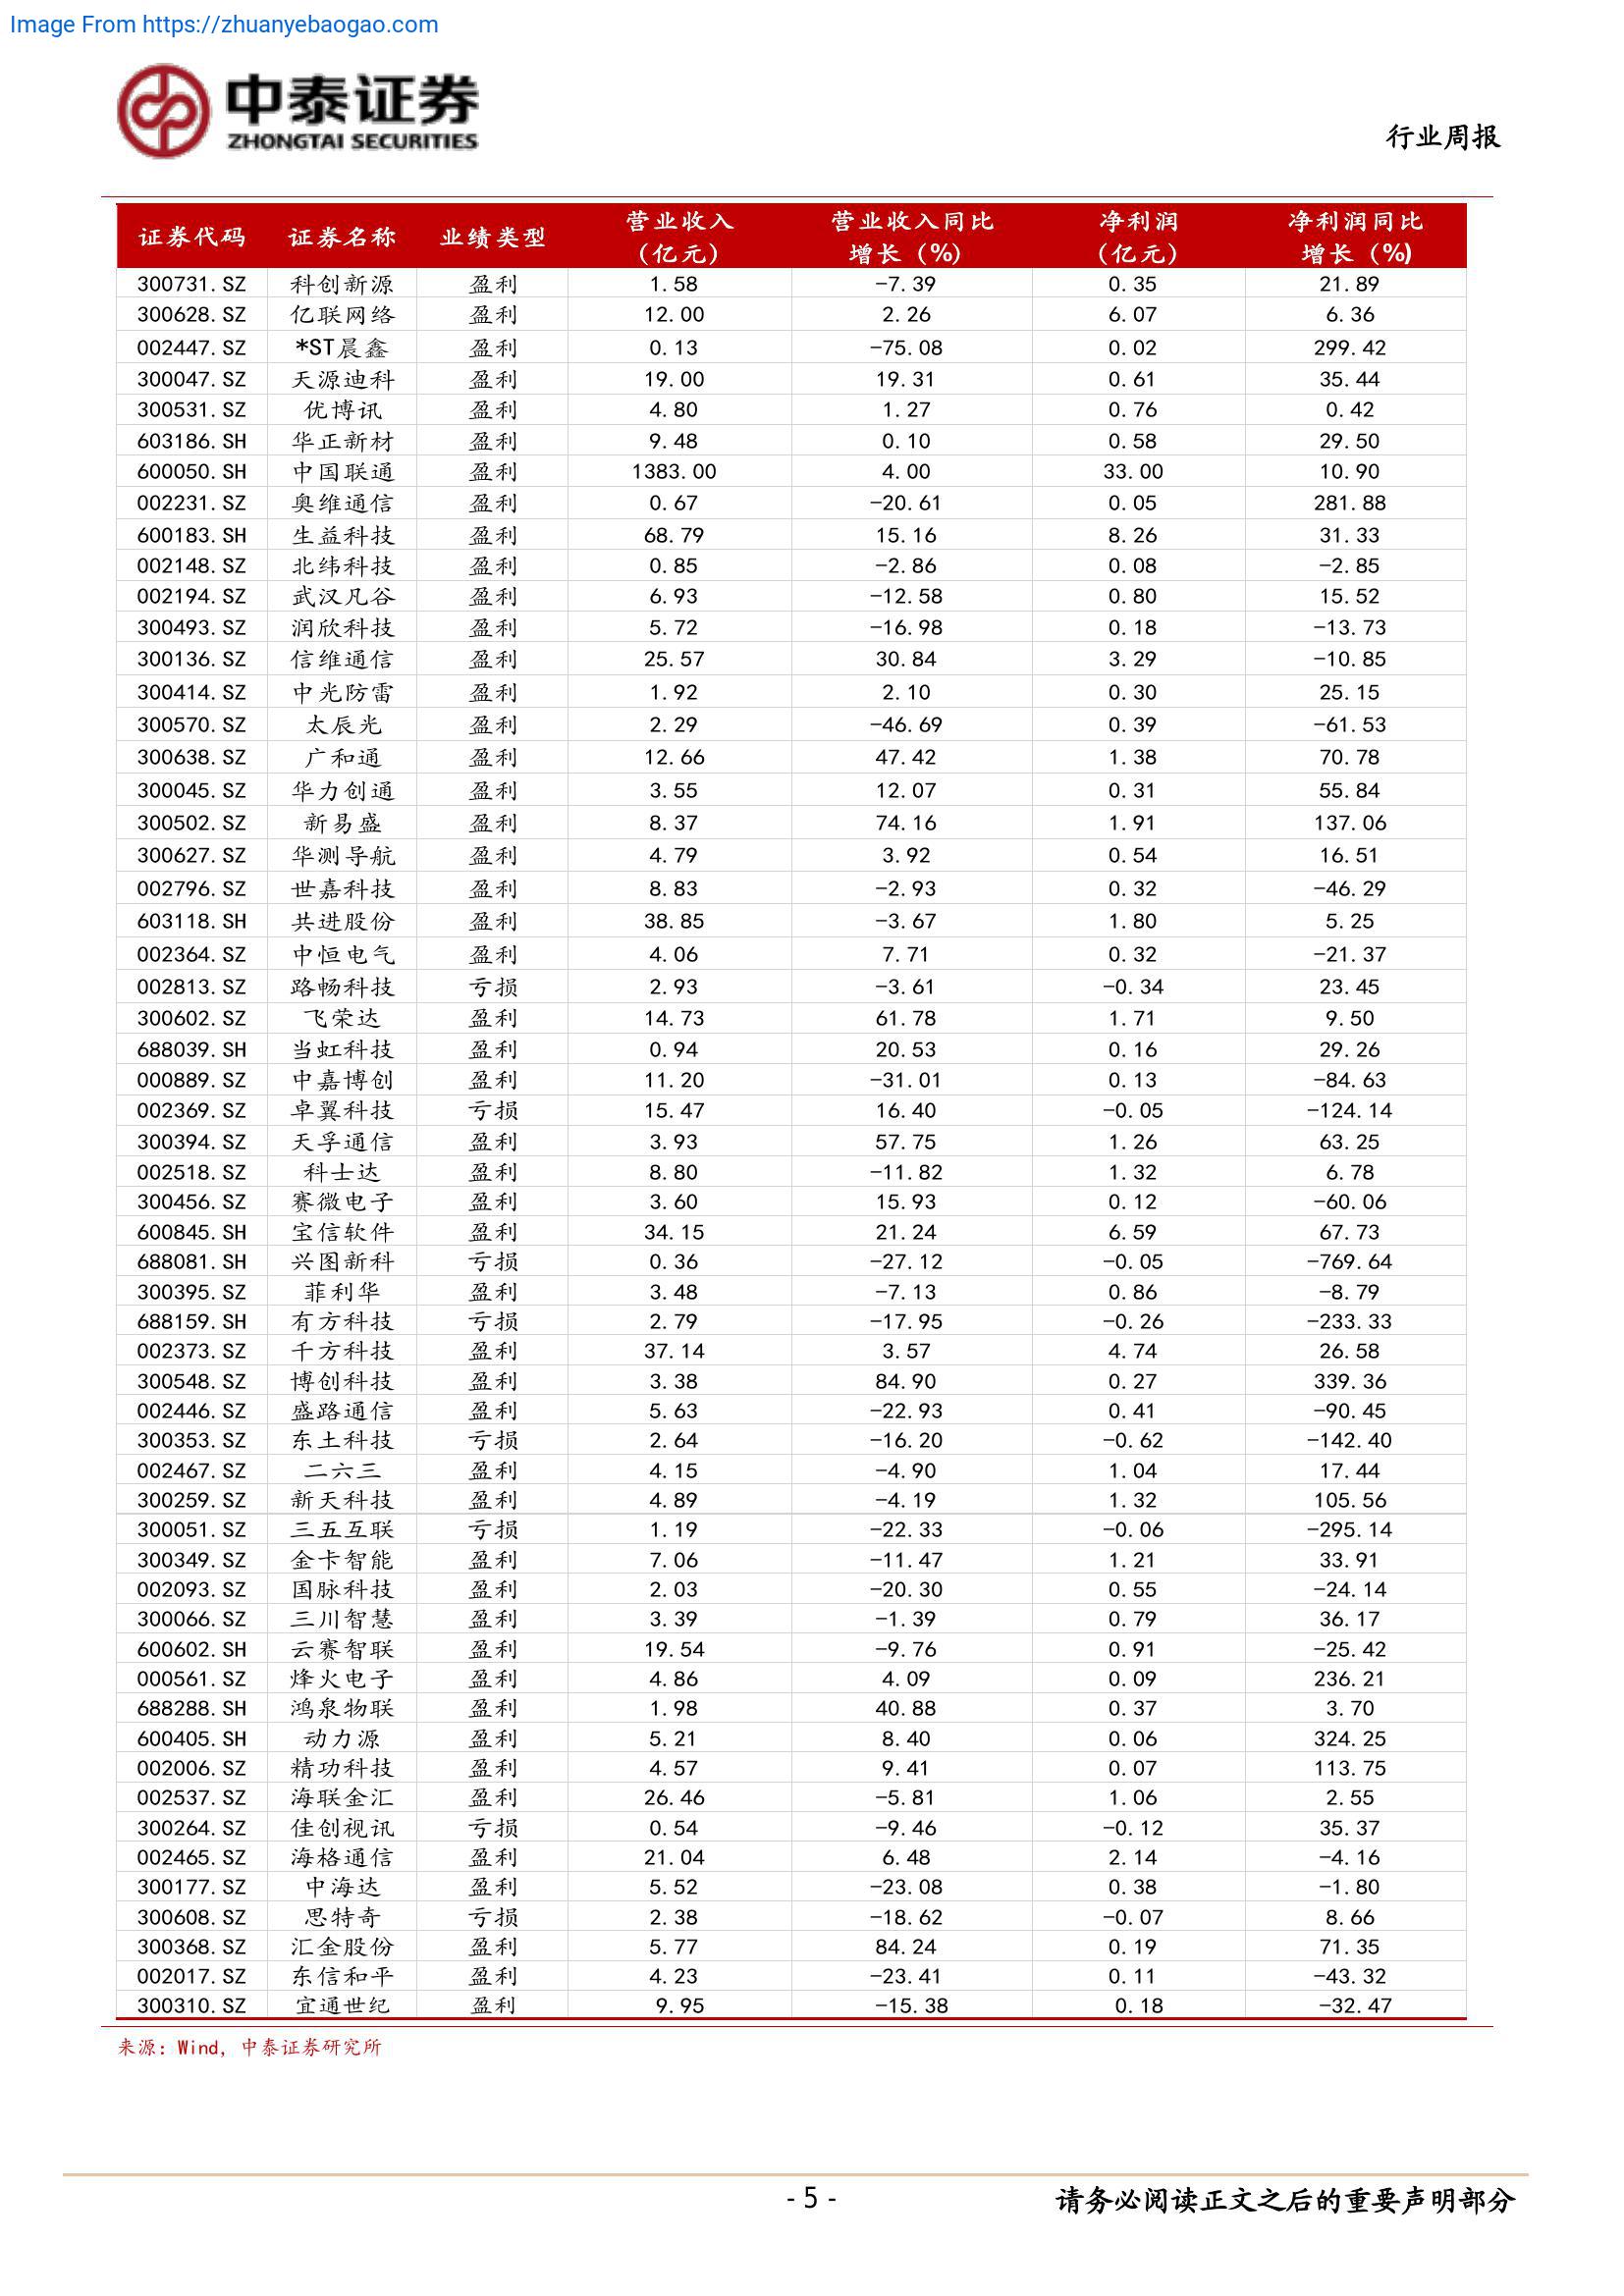 Image From https://zhuanyebaogao.com
中泰证券
ZHONGTAI SECURITIES
行业周报
证券代码 证券名称 业绩类型 营业收入（亿元） 营业收入同比增长（%） 净利润（亿元） 净利润同比增长（%）
300731.SZ 科创新源 盈利 1.58 -7.39 0.35 21.89
300628.SZ 亿联网络 盈利 12.00 2.26 6.07 6.36
002447.SZ *ST晨鑫 盈利 0.13 -75.08 0.02 299.42
300047.SZ 天源迪科 盈利 19.00 19.31 0.61 35.44
300531.SZ 优博讯 盈利 4.80 1.27 0.76 0.42
603186.SH 华正新材 盈利 9.48 0.10 0.58 29.50
600050.SH 中国联通 盈利 1383.00 4.00 33.00 10.90
002231.SZ 奥维通信 盈利 0.67 -20.61 0.05 281.88
600183.SH 生益科技 盈利 68.79 15.16 8.26 31.33
002148.SZ 北纬科技 盈利 0.85 -2.86 0.08 -2.85
002194.SZ 武汉凡谷 盈利 6.93 -12.58 0.80 15.52
300493.SZ 润欣科技 盈利 5.72 -16.98 0.18 -13.73
300136.SZ 信维通信 盈利 25.57 30.84 3.29 -10.85
300414.SZ 中光防雷 盈利 1.92 2.10 0.30 25.15
300570.SZ 太辰光 盈利 2.29 -46.69 0.39 -61.53
300638.SZ 广和通 盈利 12.66 47.42 1.38 70.78
300045.SZ 华力创通 盈利 3.55 12.07 0.31 55.84
300502.SZ 新易盛 盈利 8.37 74.16 1.91 137.06
300627.SZ 华测导航 盈利 4.79 3.92 0.54 16.51
002796.SZ 世嘉科技 盈利 8.83 -2.93 0.32 -46.29
603118.SH 共进股份 盈利 38.85 -3.67 1.80 5.25
002364.SZ 中恒电气 盈利 4.06 7.71 0.32 -21.37
002813.SZ 路畅科技 亏损 2.93 -3.61 -0.34 23.45
300602.SZ 飞荣达 盈利 14.73 61.78 1.71 9.50
688039.SH 当虹科技 盈利 0.94 20.53 0.16 29.26
000889.SZ 中嘉博创 盈利 11.20 -31.01 0.13 -84.63
002369.SZ 卓翼科技 亏损 15.47 16.40 -0.05 -124.14
300394.SZ 天孚通信 盈利 3.93 57.75 1.26 63.25
002518.SZ 科士达 盈利 8.80 -11.82 1.32 6.78
300456.SZ 赛微电子 盈利 3.60 15.93 0.12 -60.06
600845.SH 宝信软件 盈利 34.15 21.24 6.59 67.73
688081.SH 兴图新科 亏损 0.36 -27.12 -0.05 -769.64
300395.SZ 菲利华 盈利 3.48 -7.13 0.86 -8.79
688159.SH 有方科技 亏损 2.79 -17.95 -0.26 -233.33
002373.SZ 千方科技 盈利 37.14 3.57 4.74 26.58
300548.SZ 博创科技 盈利 3.38 84.90 0.27 339.36
002446.SZ 盛路通信 盈利 5.63 -22.93 0.41 -90.45
300353.SZ 东土科技 亏损 2.64 -16.20 -0.62 -142.40
002467.SZ 二六三 盈利 4.15 -4.90 1.04 17.44
300259.SZ 新天科技 盈利 4.89 -4.19 1.32 105.56
300051.SZ 三五互联 亏损 1.19 -22.33 -0.06 -295.14
300349.SZ 金卡智能 盈利 7.06 -11.47 1.21 33.91
002093.SZ 国脉科技 盈利 2.03 -20.30 0.55 -24.14
300066.SZ 三川智慧 盈利 3.39 -1.39 0.79 36.17
600602.SH 云赛智联 盈利 19.54 -9.76 0.91 -25.42
000561.SZ 烽火电子 盈利 4.86 4.09 0.09 236.21
688288.SH 鸿泉物联 盈利 1.98 40.88 0.37 3.70
600405.SH 动力源 盈利 5.21 8.40 0.06 324.25
002006.SZ 精功科技 盈利 4.57 9.41 0.07 113.75
002537.SZ 海联金汇 盈利 26.46 -5.81 1.06 2.55
300264.SZ 佳创视讯 亏损 0.54 -9.46 -0.12 35.37
002465.SZ 海格通信 盈利 21.04 6.48 2.14 -4.16
300177.SZ 中海达 盈利 5.52 -23.08 0.38 -1.80
300608.SZ 思特奇 亏损 2.38 -18.62 -0.07 8.66
300368.SZ 汇金股份 盈利 5.77 84.24 0.19 71.35
002017.SZ 东信和平 盈利 4.23 -23.41 0.11 -43.32
300310.SZ 宜通世纪 盈利 9.95 -15.38 0.18 -32.47
来源：Wind，中泰证券研究所
- 5 -
请务必阅读正文之后的重要声明部分